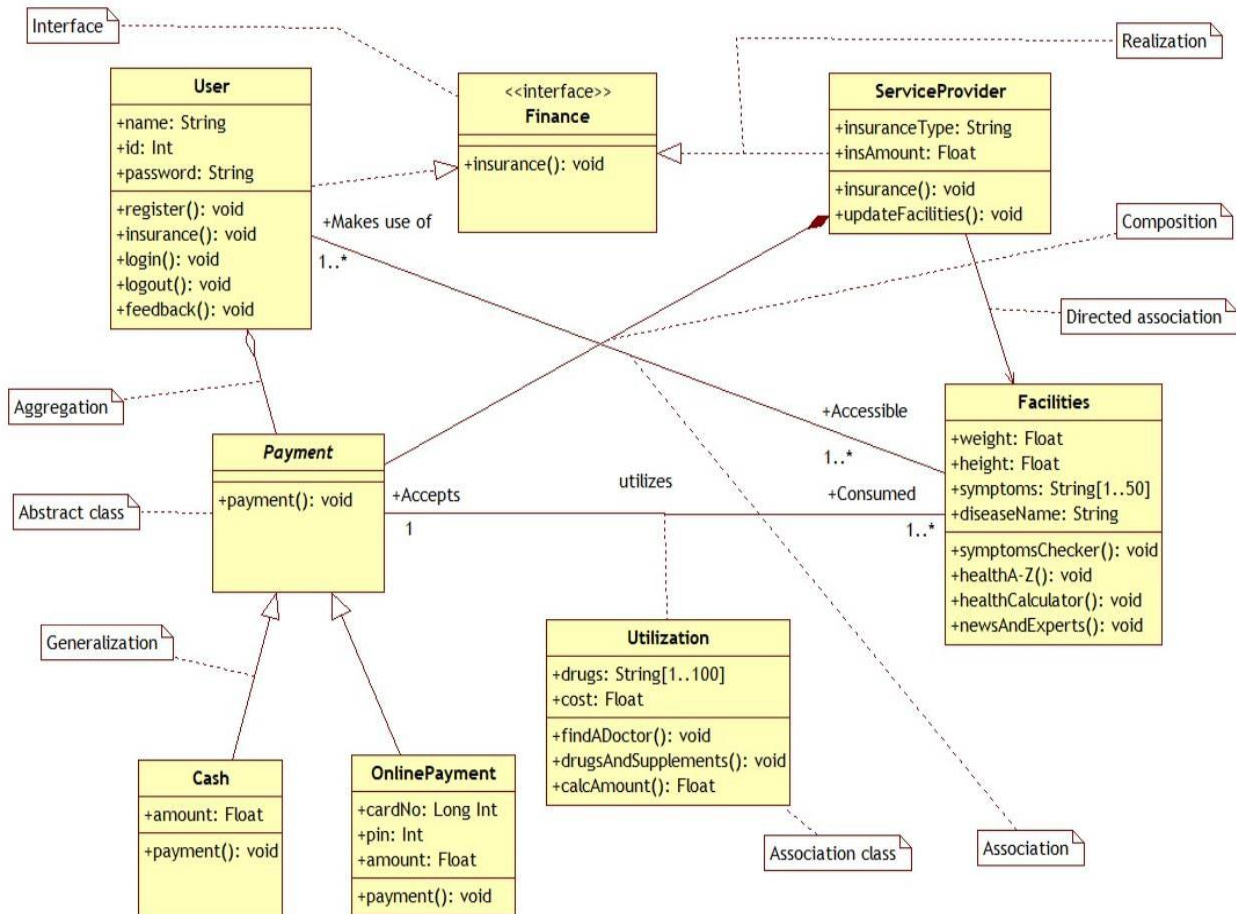 Interface
Realization
User
+name: String
+id: Int
+password: String
+register(): void
+insurance(): void
+login(): void
+logout(): void
+feedback(): void
<<interface>>
Finance
+insurance(): void
ServiceProvider
+insuranceType: String
+insAmount: Float
+insurance(): void
+updateFacilities(): void
+Makes use of
1..*
Composition
Directed association
Aggregation
+Accessible
1..*
Facilities
+weight: Float
+height: Float
+symptoms: String[1..50]
+diseaseName: String
+symptomsChecker(): void
+healthA-Z(): void
+healthCalculator(): void
+newsAndExperts(): void
Payment
+payment(): void
+Accepts
1
utilizes
+Consumed
1..*
Abstract class
Generalization
Utilization
+drugs: String[1..100]
+cost: Float
+findADoctor(): void
+drugsAndSupplements(): void
+calcAmount(): Float
Cash
+amount: Float
+payment(): void
OnlinePayment
+cardNo: Long Int
+pin: Int
+amount: Float
+payment(): void
Association class
Association